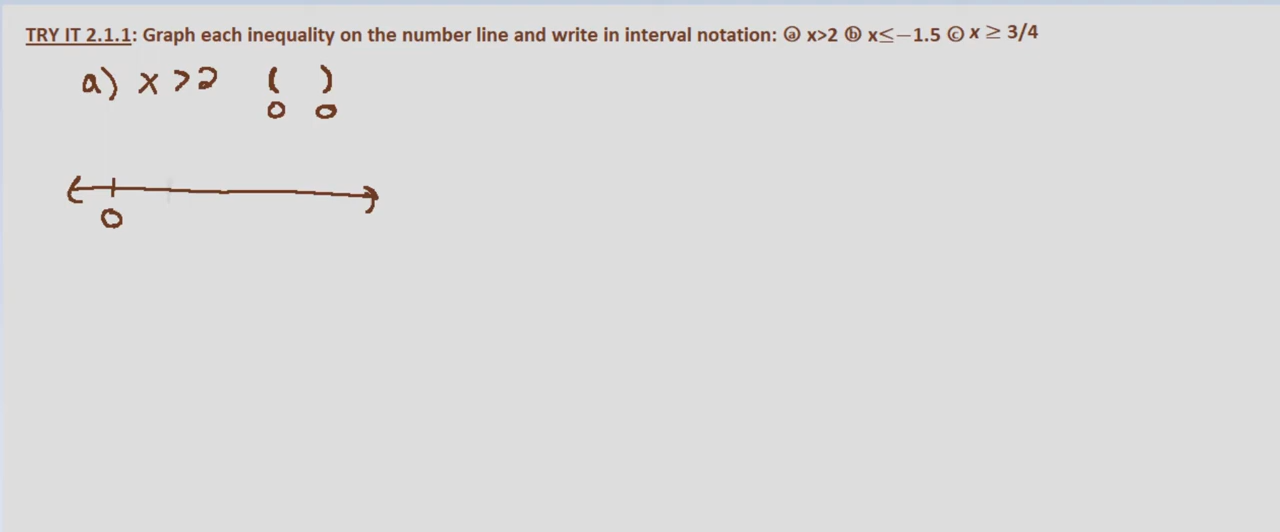 TRY IT 2.1.1: Graph each inequality on the number line and write in interval notation: ⓐ x>2 ⓑ x≤−1.5 ⓒ x ≥ 3/4
a) x > 2 ( )
o o
0